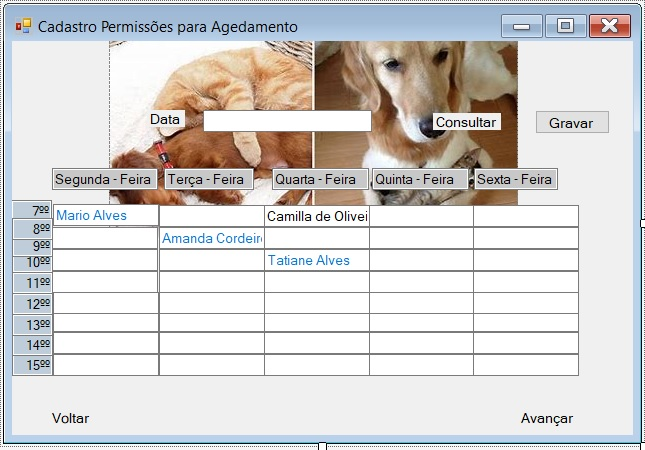 Cadastro Permissões para Agedamento
Data Consultar Gravar
Segunda - Feira Terça - Feira Quarta - Feira Quinta - Feira Sexta - Feira
7ºº Mario Alves Camilla de Olivei
8ºº Amanda Cordeir
9ºº
10ºº Tatiane Alves
11ºº
12ºº
13ºº
14ºº
15ºº
Voltar Avançar